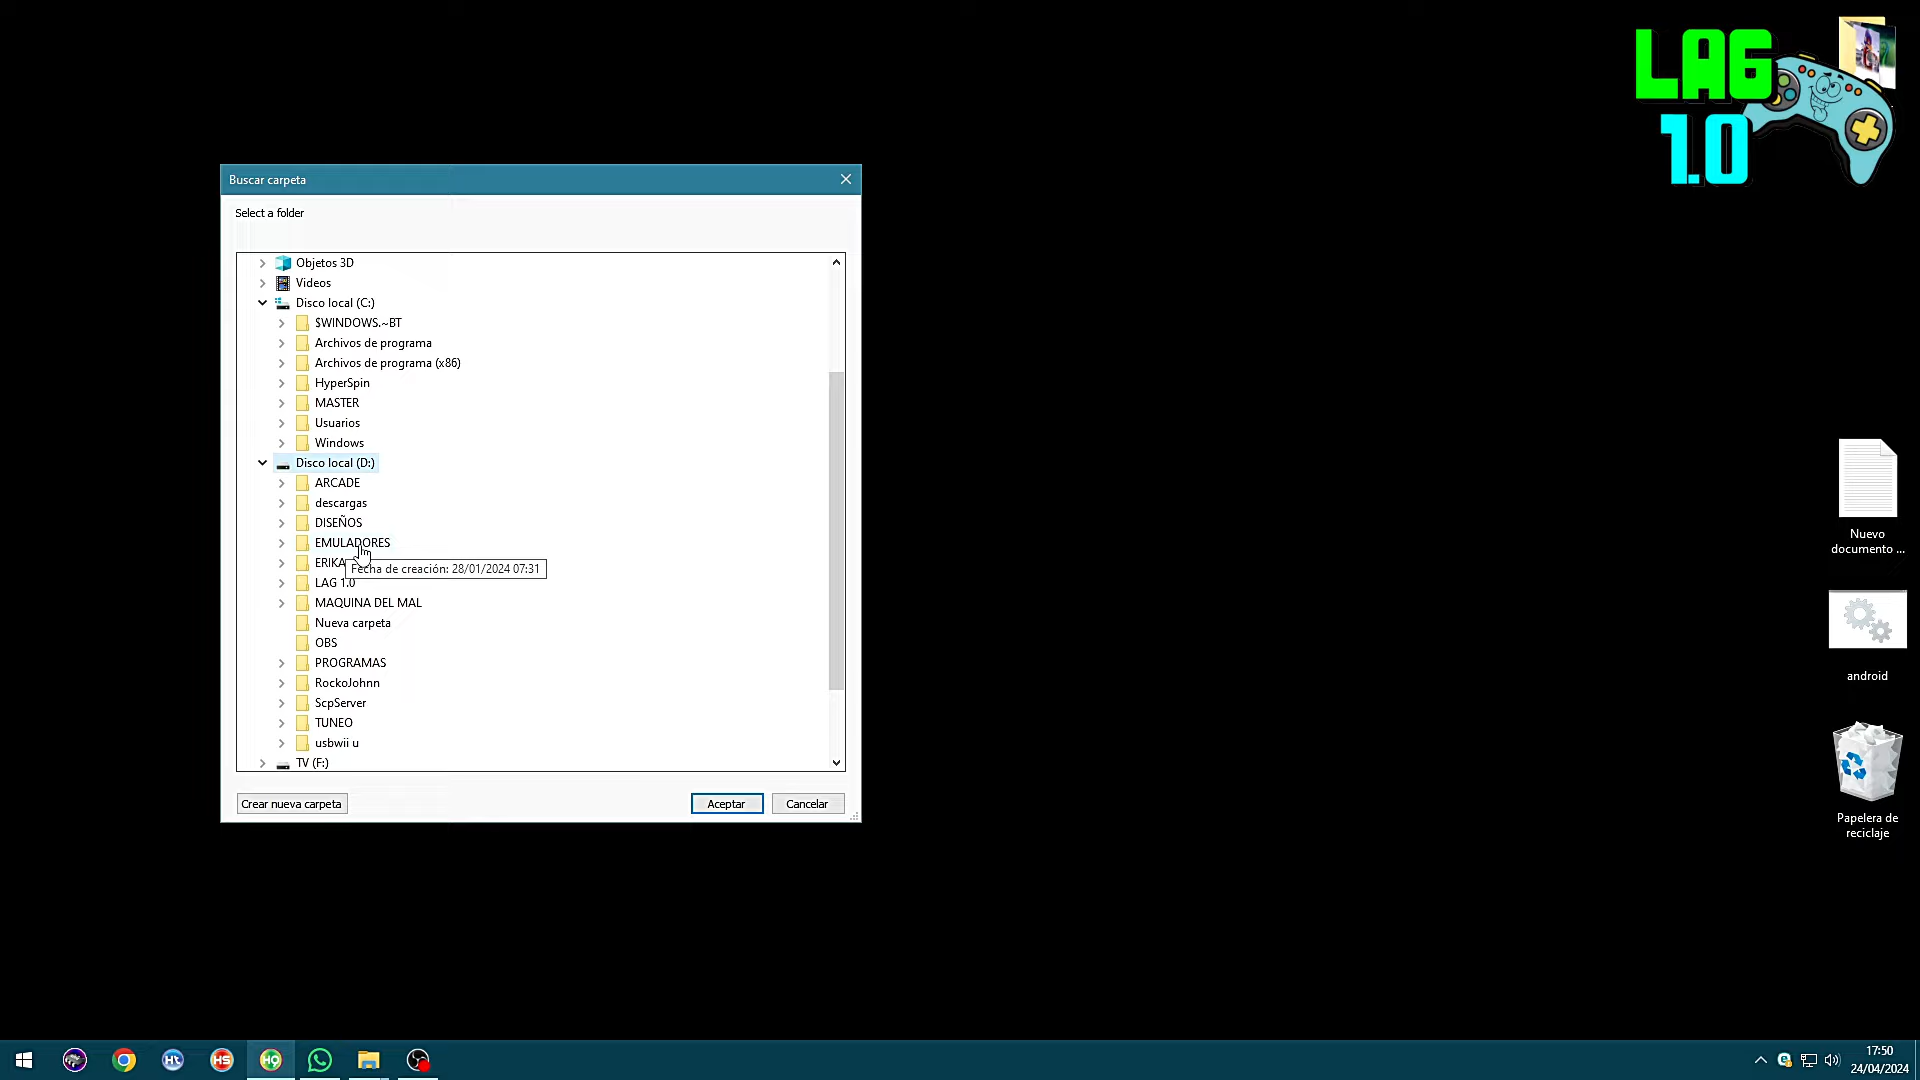 LAG
1.0
Buscar carpeta
Select a folder
Objetos 3D
Videos
Disco local (C:)
$WINDOWS.~BT
Archivos de programa
Archivos de programa (x86)
HyperSpin
MASTER
Usuarios
Windows
Disco local (D:)
ARCADE
descargas
DISEÑOS
EMULADORES
ERIKA
Fecha de creación: 28/01/2024 07:31
LAG 1.0
MAQUINA DEL MAL
Nueva carpeta
OBS
PROGRAMAS
RockoJohnn
ScpServer
TUNEO
usbwii u
TV (F:)
Crear nueva carpeta
Aceptar
Cancelar
Nuevo
documento ...
android
Papelera de
reciclaje
Ht
HS
HQ
17:50
24/04/2024